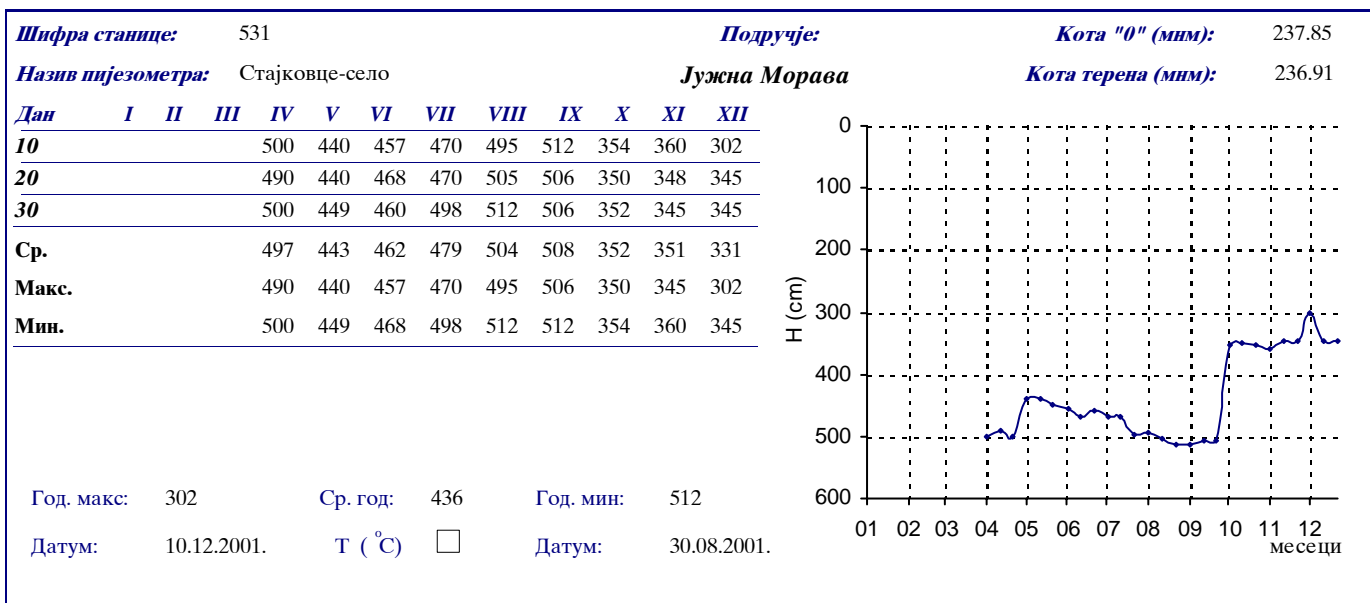 Шифра станице: 531 Подручје: Кота "0" (мнм): 237.85
Назив пијезометра: Стајковце-село Јужна Морава Кота терена (мнм): 236.91
Дан I II III IV V VI VII VIII IX X XI XII
10 500 440 457 470 495 512 354 360 302
20 490 440 468 470 505 506 350 348 345
30 500 449 460 498 512 506 352 345 345
Ср. 497 443 462 479 504 508 352 351 331
Макс. 490 440 457 470 495 506 350 345 302
Мин. 500 449 468 498 512 512 354 360 345
Год. макс: 302 Ср. год: 436 Год. мин: 512
Датум: 10.12.2001. Т ( °С) Датум: 30.08.2001.
H (cm)
0
100
200
300
400
500
600
01 02 03 04 05 06 07 08 09 10 11 12
месеци